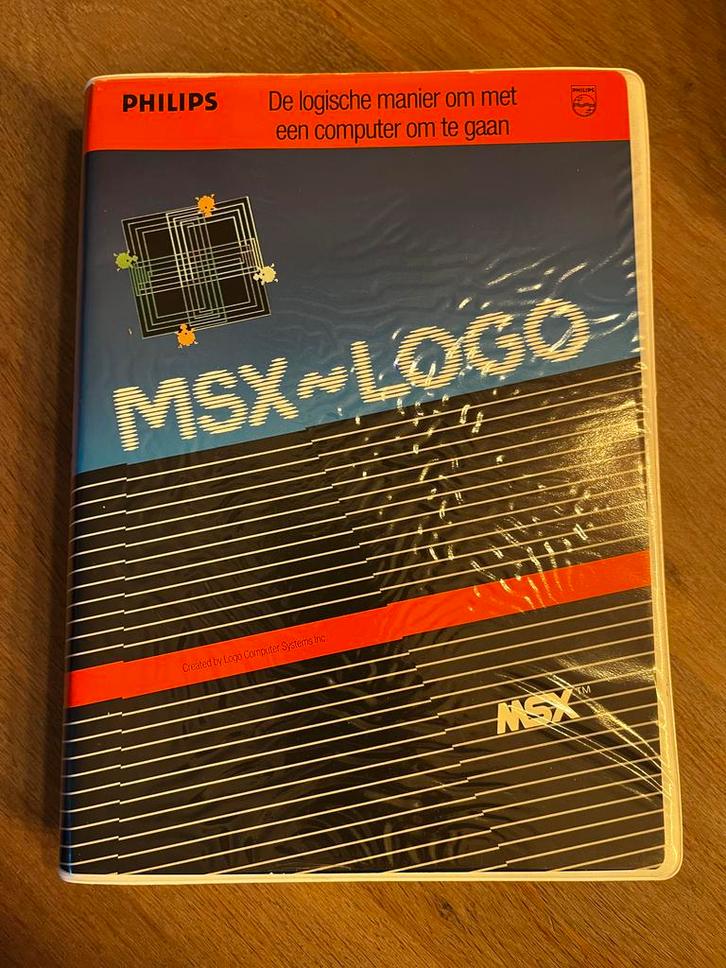 PHILIPS
De logische manier om met
een computer om te gaan
PHILIPS
MSX~LOGO
Created by Logo Computer Systems Inc
MSX™